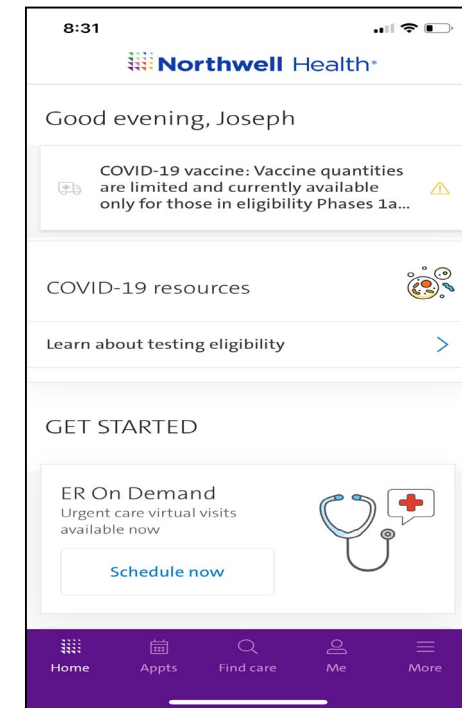 8:31
Northwell Health
Good evening, Joseph
COVID-19 vaccine: Vaccine quantities
are limited and currently available
only for those in eligibility Phases 1a...
COVID-19 resources
Learn about testing eligibility
GET STARTED
ER On Demand
Urgent care virtual visits
available now
Schedule now
Home Appts Find care Me More